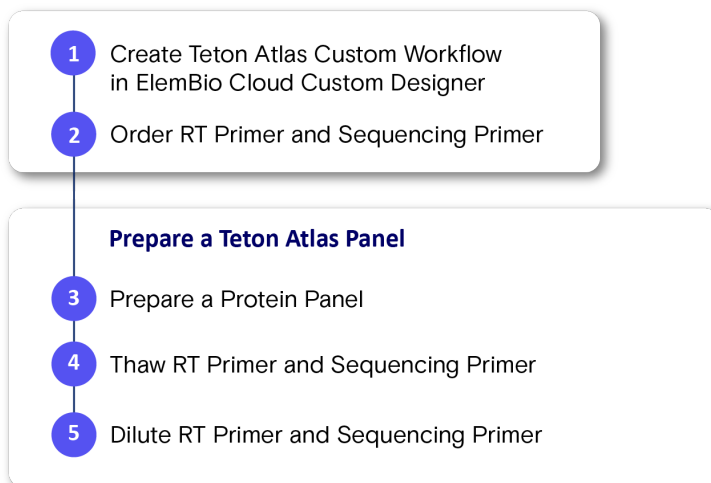 1 Create Teton Atlas Custom Workflow
in ElemBio Cloud Custom Designer
2 Order RT Primer and Sequencing Primer
Prepare a Teton Atlas Panel
3 Prepare a Protein Panel
4 Thaw RT Primer and Sequencing Primer
5 Dilute RT Primer and Sequencing Primer